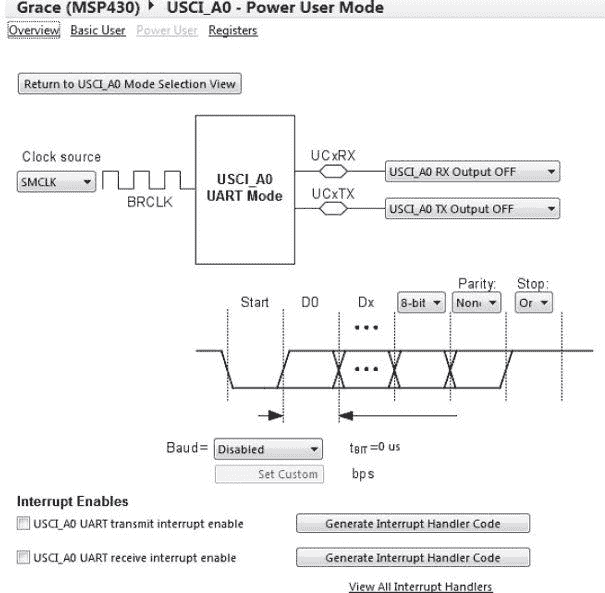 Grace (MSP430) ▸ USCI_A0 - Power User Mode
Overview Basic User Power User Registers
Return to USCI_A0 Mode Selection View
Clock source
SMCLK
BRCLK
USCI_A0
UART Mode
UCxRX
USCI_A0 RX Output OFF
UCxTX
USCI_A0 TX Output OFF
Parity: Stop:
Start D0 Dx 8-bit Non Or
Baud= Disabled tBIT =0 us
Set Custom bps
Interrupt Enables
USCI_A0 UART transmit interrupt enable Generate Interrupt Handler Code
USCI_A0 UART receive interrupt enable Generate Interrupt Handler Code
View All Interrupt Handlers